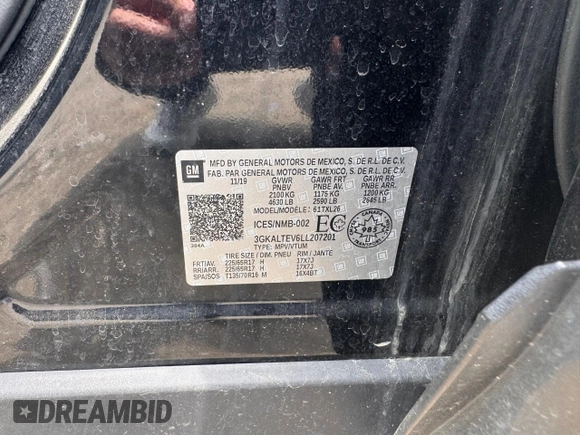 GM
MFD BY GENERAL MOTORS DE MEXICO, S. DE R.L. DE C.V.
FAB. PAR GENERAL MOTORS DE MEXICO, S. DE R.L. DE C.V.
11/19 GVWR GAWR FRT GAWR RR
PNBV PNBE AV. PNBE ARR.
2100 KG 1175 KG 1200 KG
4630 LB 2590 LB 2645 LB
MODEL/MODÈLE: 61TXL26
ICES/NMB-002 EC
985
3GKALTEV6LL207201
TYPE: MPV/VTUM
TIRE SIZE / DIM. PNEU RIM / JANTE
FRT/AV. 225/65R17 H 17X7J
RR/ARR. 225/65R17 H 17X7J
SPA/SOS T135/70R16 M 16X4BT
DREAMBID